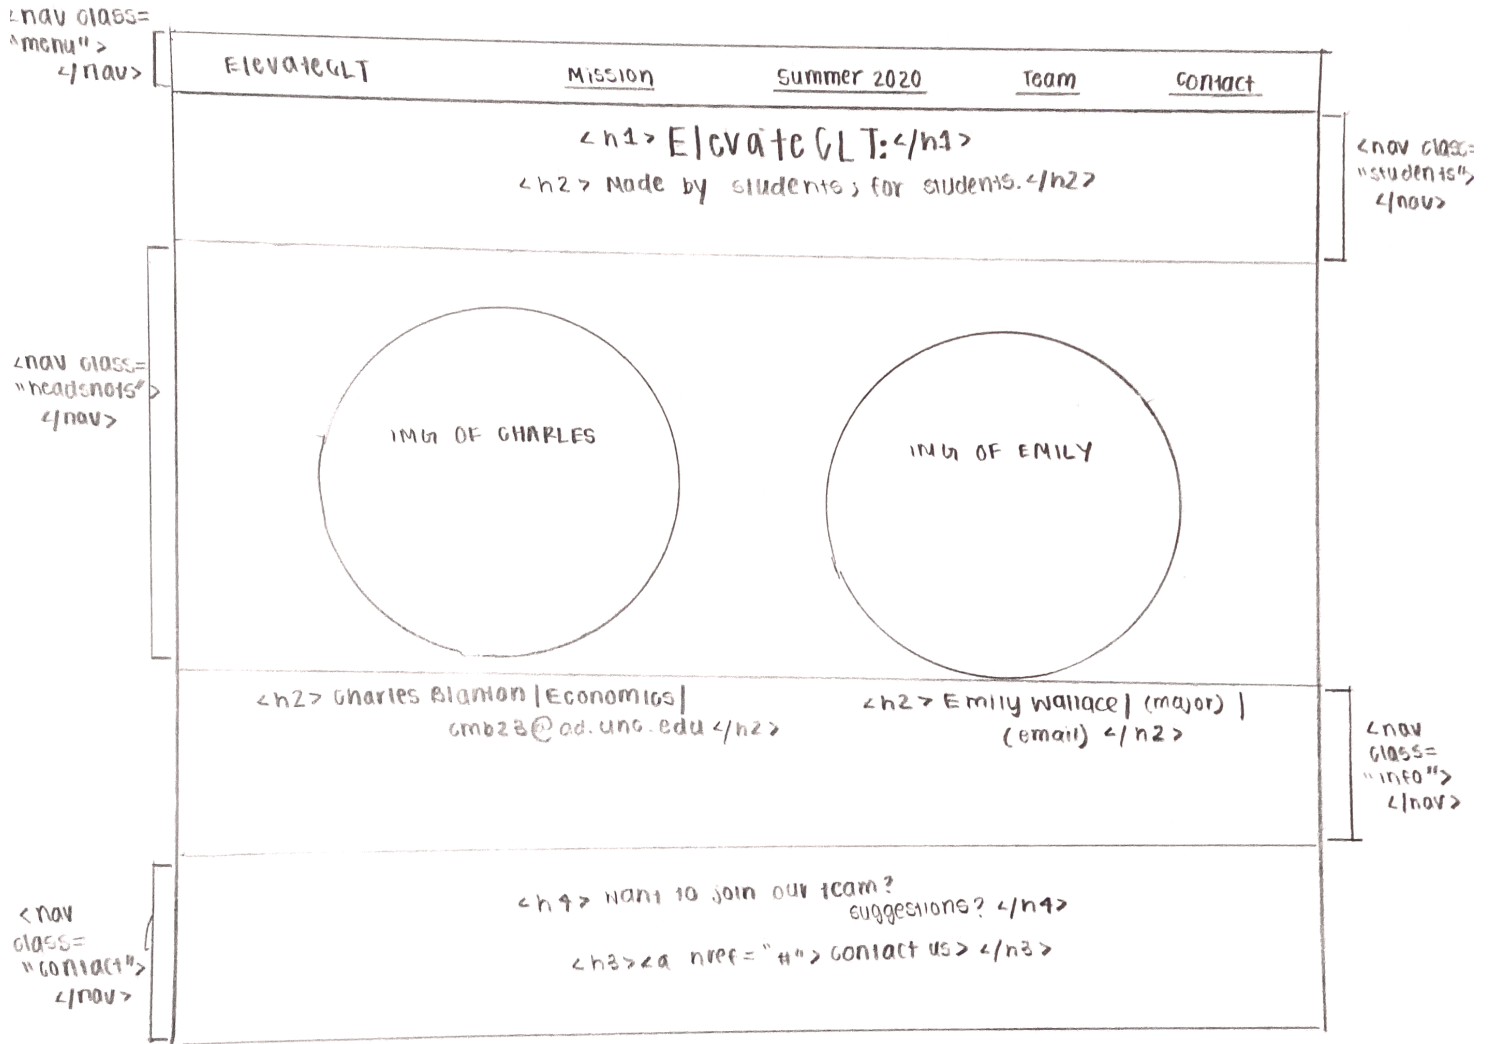 <nav class=
"menu">
</nav>
ElevateCLT
Mission
Summer 2020
Team
Contact
<h1> ElevateCLT: </h1>
<h2> Made by students, for students. </h2>
<nav class=
"students">
</nav>
<nav class=
"headshots">
</nav>
IMG OF CHARLES
IMG OF EMILY
<h2> Charles Blanton | Economics |
cmb23@ad.unc.edu </h2>
<h2> Emily Wallace | (major) |
(email) </h2>
<nav
class=
"info">
</nav>
<nav
class=
"contact">
</nav>
<h4> Want to join our team?
suggestions? </h4>
<h3><a href="#"> contact us> </h3>